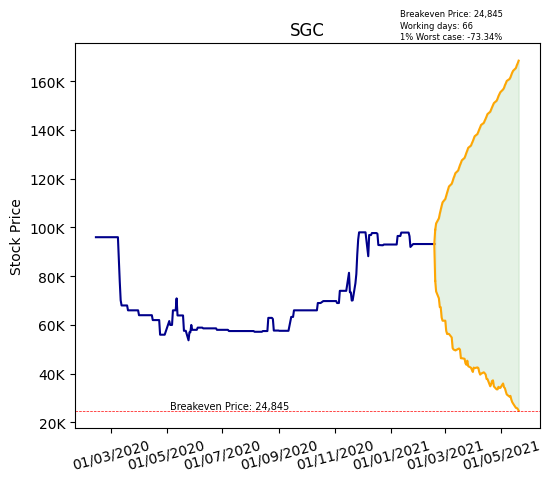 Breakeven Price: 24,845
Working days: 66
1% Worst case: -73.34%
SGC
Stock Price
160K
140K
120K
100K
80K
60K
40K
20K
Breakeven Price: 24,845
01/03/2020 01/05/2020 01/07/2020 01/09/2020 01/11/2020 01/01/2021 01/03/2021 01/05/2021